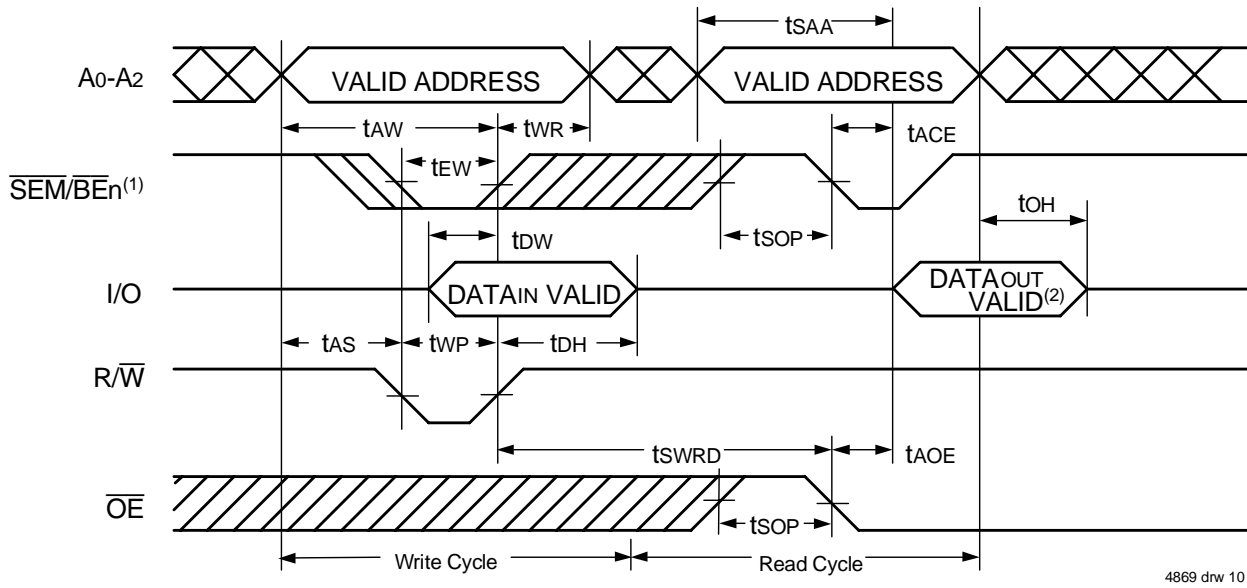 tSAA
A0-A2
VALID ADDRESS
VALID ADDRESS
tAW
tWR
tACE
tEW
SEM/BEn(1)
tOH
tDW
tSOP
I/O
DATAIN VALID
DATAOUT
VALID(2)
tAS
tWP
tDH
R/W
tSWRD
tAOE
OE
tSOP
Write Cycle
Read Cycle
4869 drw 10